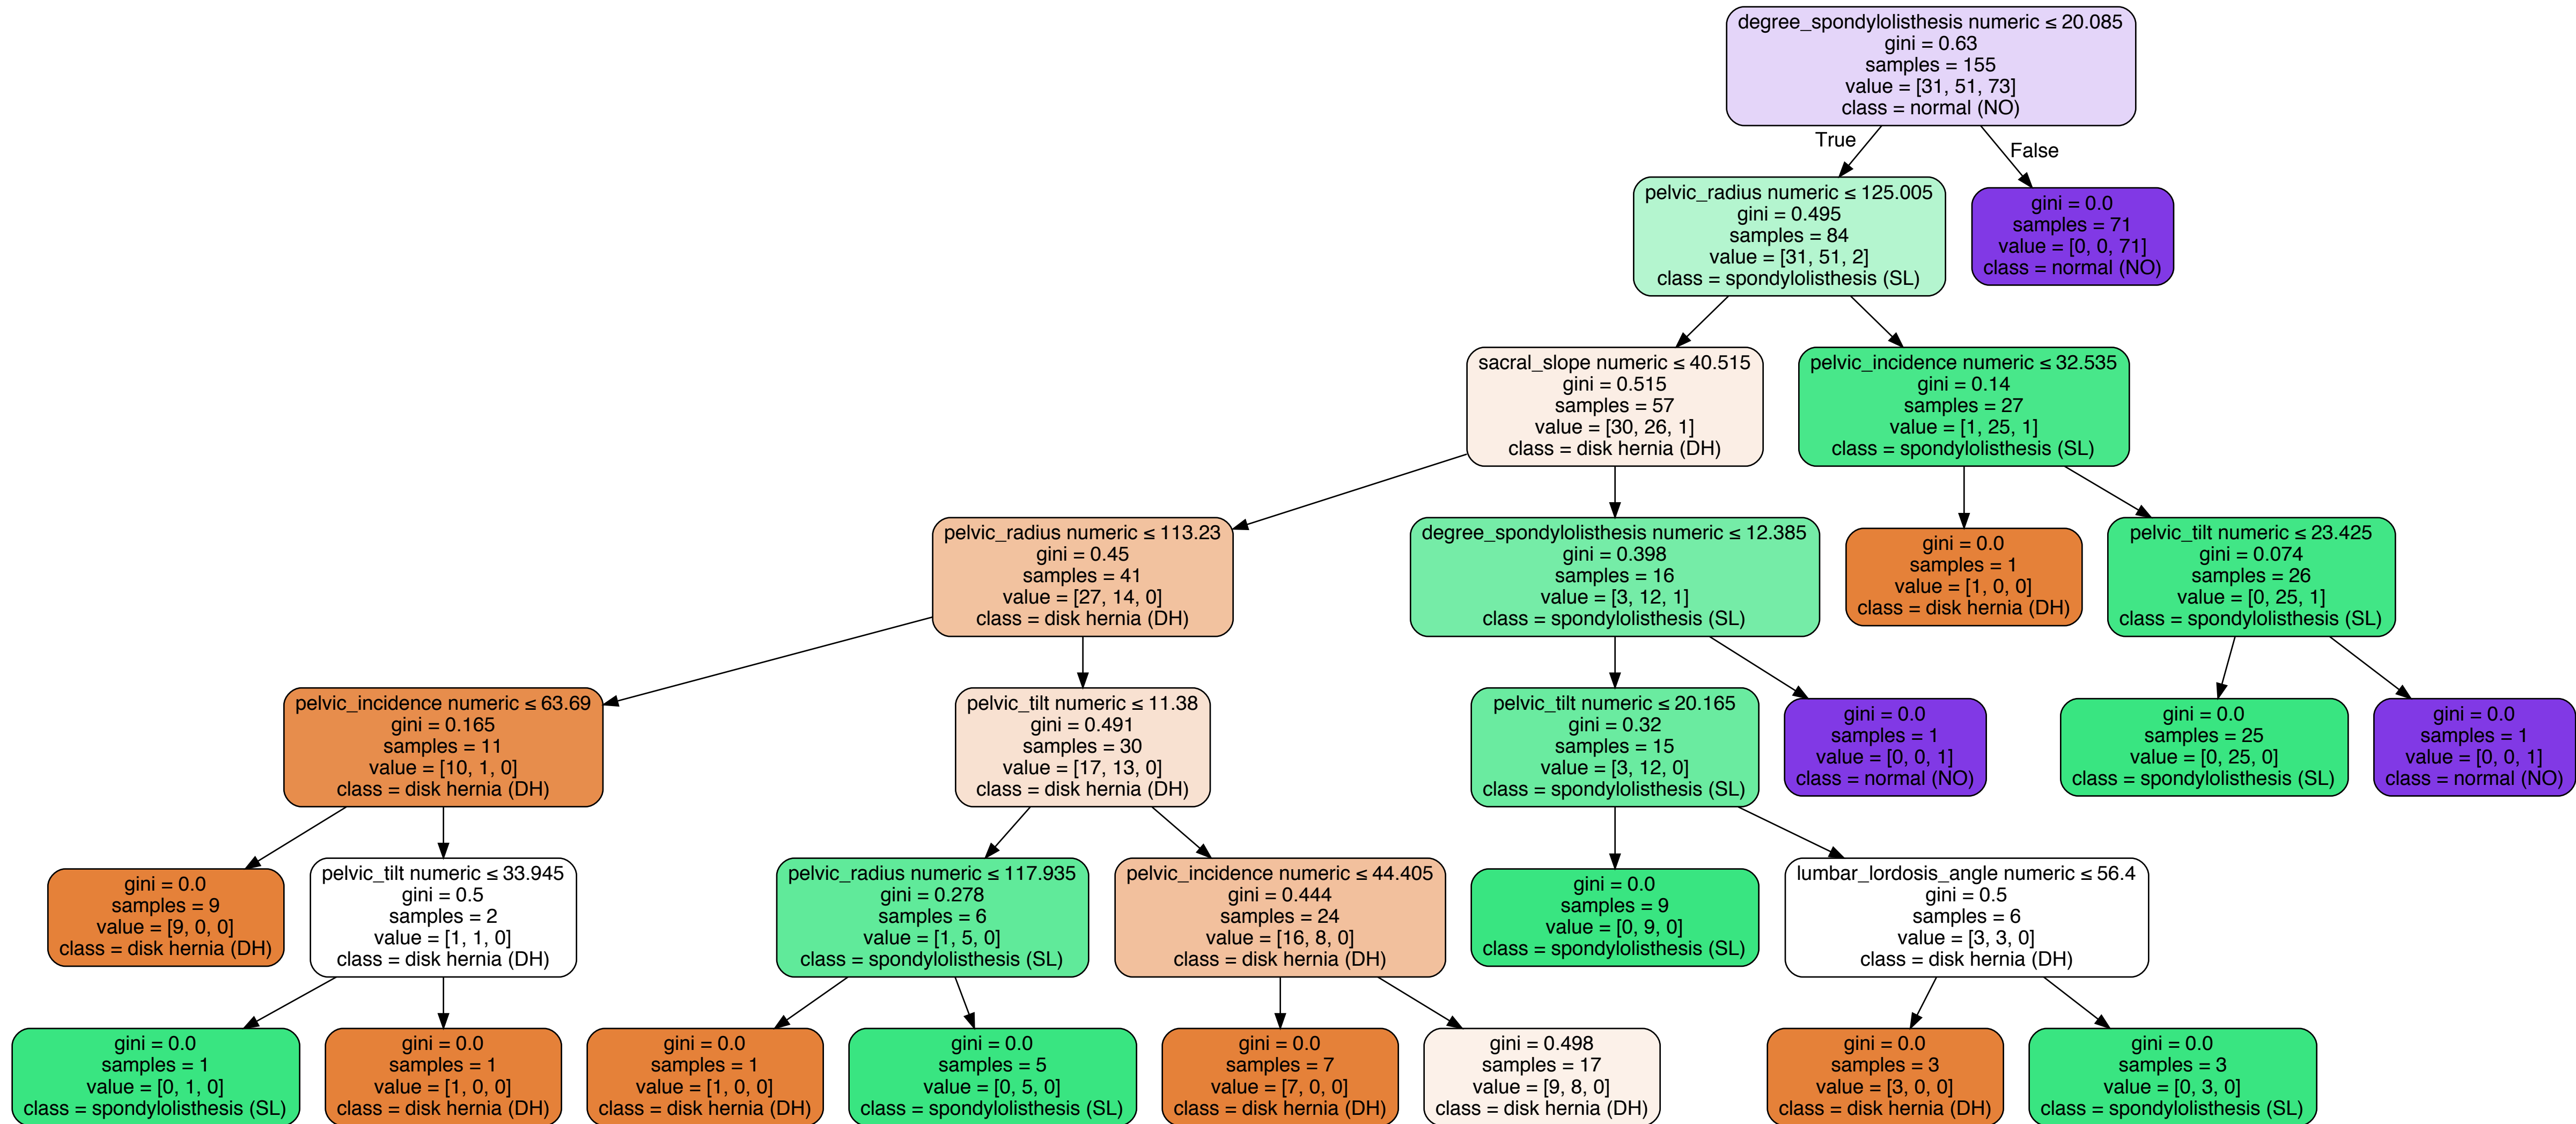 degree_spondylolisthesis numeric ≤ 20.085
gini = 0.63
samples = 155
value = [31, 51, 73]
class = normal (NO)
True
False
pelvic_radius numeric ≤ 125.005
gini = 0.495
samples = 84
value = [31, 51, 2]
class = spondylolisthesis (SL)
gini = 0.0
samples = 71
value = [0, 0, 71]
class = normal (NO)
sacral_slope numeric ≤ 40.515
gini = 0.515
samples = 57
value = [30, 26, 1]
class = disk hernia (DH)
pelvic_incidence numeric ≤ 32.535
gini = 0.14
samples = 27
value = [1, 25, 1]
class = spondylolisthesis (SL)
pelvic_radius numeric ≤ 113.23
gini = 0.45
samples = 41
value = [27, 14, 0]
class = disk hernia (DH)
degree_spondylolisthesis numeric ≤ 12.385
gini = 0.398
samples = 16
value = [3, 12, 1]
class = spondylolisthesis (SL)
gini = 0.0
samples = 1
value = [1, 0, 0]
class = disk hernia (DH)
pelvic_tilt numeric ≤ 23.425
gini = 0.074
samples = 26
value = [0, 25, 1]
class = spondylolisthesis (SL)
pelvic_incidence numeric ≤ 63.69
gini = 0.165
samples = 11
value = [10, 1, 0]
class = disk hernia (DH)
pelvic_tilt numeric ≤ 11.38
gini = 0.491
samples = 30
value = [17, 13, 0]
class = disk hernia (DH)
pelvic_tilt numeric ≤ 20.165
gini = 0.32
samples = 15
value = [3, 12, 0]
class = spondylolisthesis (SL)
gini = 0.0
samples = 1
value = [0, 0, 1]
class = normal (NO)
gini = 0.0
samples = 25
value = [0, 25, 0]
class = spondylolisthesis (SL)
gini = 0.0
samples = 1
value = [0, 0, 1]
class = normal (NO)
gini = 0.0
samples = 9
value = [9, 0, 0]
class = disk hernia (DH)
pelvic_tilt numeric ≤ 33.945
gini = 0.5
samples = 2
value = [1, 1, 0]
class = disk hernia (DH)
pelvic_radius numeric ≤ 117.935
gini = 0.278
samples = 6
value = [1, 5, 0]
class = spondylolisthesis (SL)
pelvic_incidence numeric ≤ 44.405
gini = 0.444
samples = 24
value = [16, 8, 0]
class = disk hernia (DH)
gini = 0.0
samples = 9
value = [0, 9, 0]
class = spondylolisthesis (SL)
lumbar_lordosis_angle numeric ≤ 56.4
gini = 0.5
samples = 6
value = [3, 3, 0]
class = disk hernia (DH)
gini = 0.0
samples = 1
value = [0, 1, 0]
class = spondylolisthesis (SL)
gini = 0.0
samples = 1
value = [1, 0, 0]
class = disk hernia (DH)
gini = 0.0
samples = 1
value = [1, 0, 0]
class = disk hernia (DH)
gini = 0.0
samples = 5
value = [0, 5, 0]
class = spondylolisthesis (SL)
gini = 0.0
samples = 7
value = [7, 0, 0]
class = disk hernia (DH)
gini = 0.498
samples = 17
value = [9, 8, 0]
class = disk hernia (DH)
gini = 0.0
samples = 3
value = [3, 0, 0]
class = disk hernia (DH)
gini = 0.0
samples = 3
value = [0, 3, 0]
class = spondylolisthesis (SL)